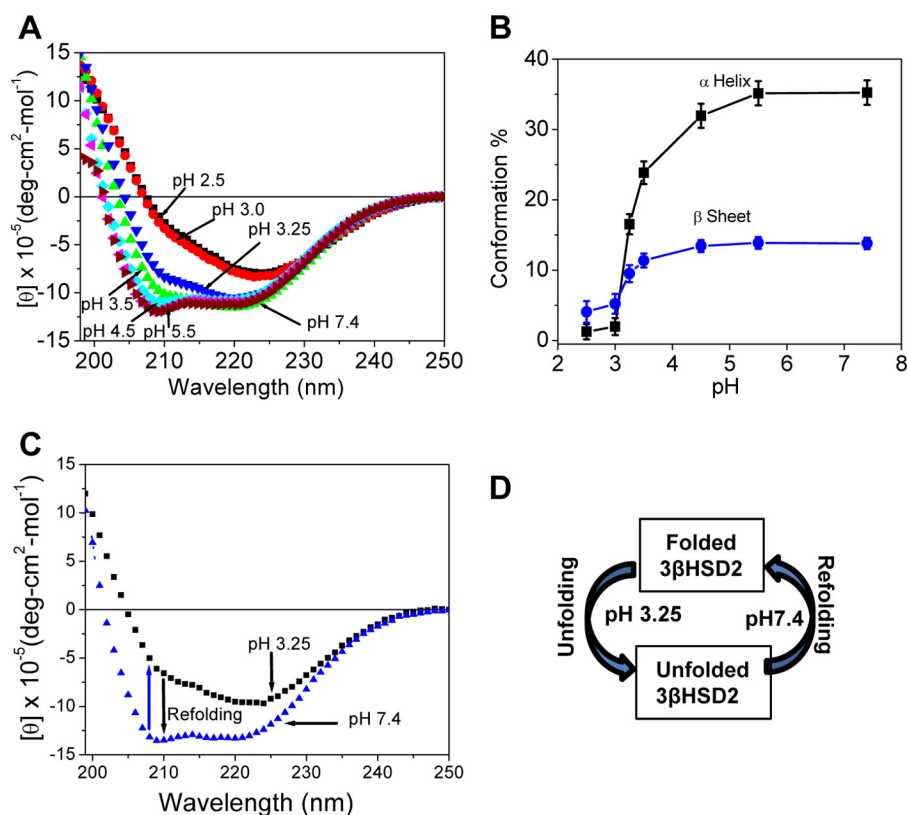 A
[θ] x 10⁻⁵(deg-cm²-mol⁻¹)
15
10
5
0
-5
-10
-15
pH 2.5
pH 3.0
pH 3.25
pH 3.5
pH 4.5
pH 5.5
pH 7.4
200 210 220 230 240 250
Wavelength (nm)
B
Conformation %
40
30
20
10
0
α Helix
β Sheet
2 3 4 5 6 7 8
pH
C
[θ] x 10⁻⁵(deg-cm²-mol⁻¹)
15
10
5
0
-5
-10
-15
pH 3.25
Refolding
pH 7.4
200 210 220 230 240 250
Wavelength (nm)
D
Folded
3βHSD2
Unfolding
pH 3.25
pH7.4
Refolding
Unfolded
3βHSD2